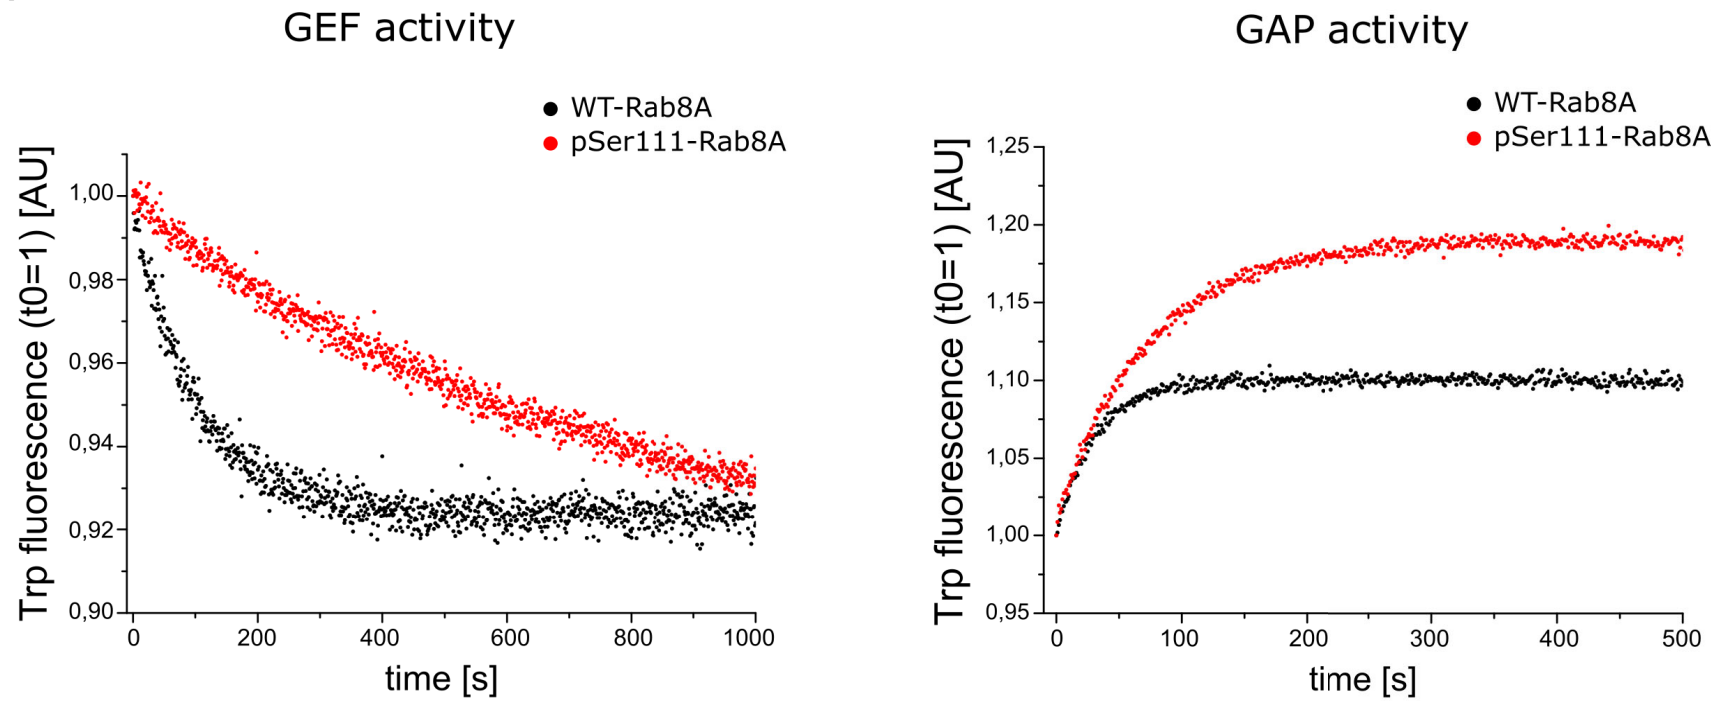 GEF activity
WT-Rab8A
pSer111-Rab8A
Trp fluorescence (t0=1) [AU]
1,00
0,98
0,96
0,94
0,92
0,90
0 200 400 600 800 1000
time [s]
GAP activity
WT-Rab8A
pSer111-Rab8A
Trp fluorescence (t0=1) [AU]
1,25
1,20
1,15
1,10
1,05
1,00
0,95
0 100 200 300 400 500
time [s]